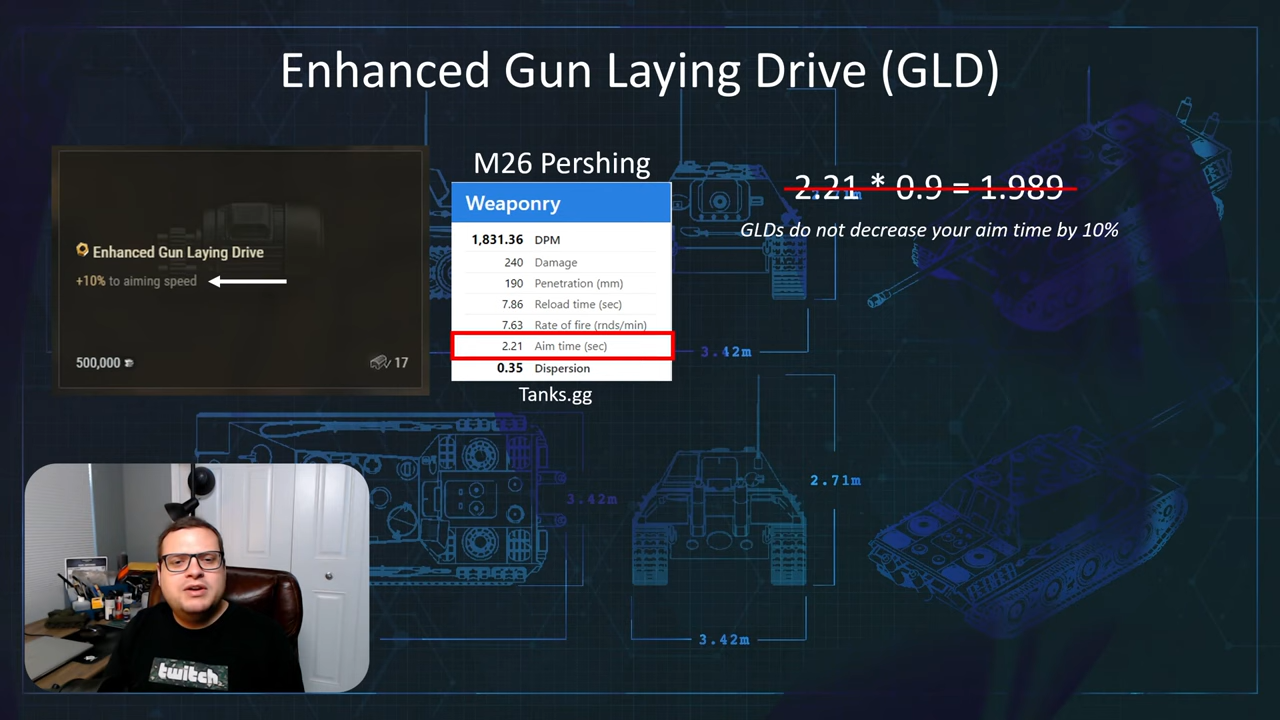 Enhanced Gun Laying Drive (GLD)
Enhanced Gun Laying Drive
+10% to aiming speed
500,000
17
M26 Pershing
Weaponry
1,831.36 DPM
240 Damage
190 Penetration (mm)
7.86 Reload time (sec)
7.63 Rate of fire (rnds/min)
2.21 Aim time (sec)
0.35 Dispersion
Tanks.gg
2.21 * 0.9 = 1.989
GLDs do not decrease your aim time by 10%
3.42m
3.42m
2.71m
3.42m
twitch